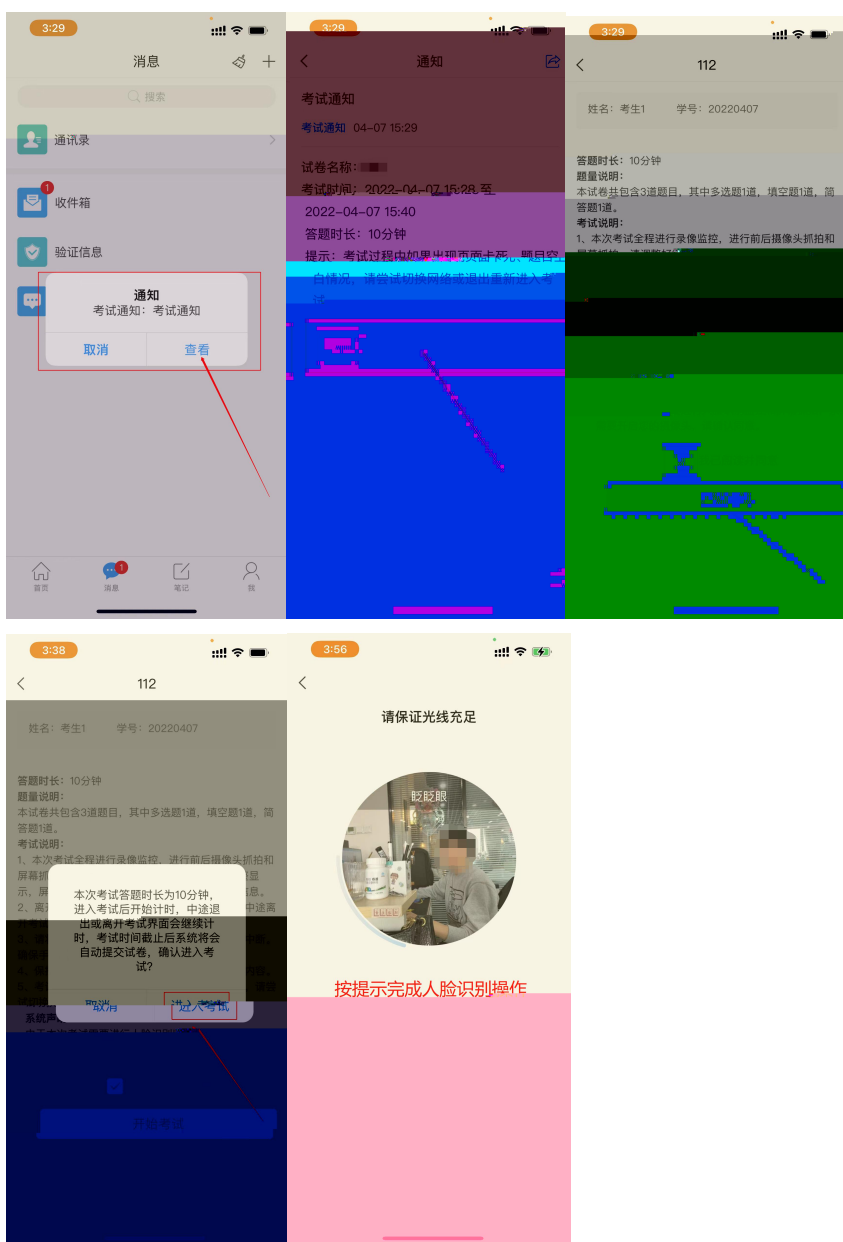 3:29
消息
搜索
通讯录
1
收件箱
验证信息
通知
考试通知：考试通知
取消
查看
首页
消息
1
笔记
我
3:29
通知
考试通知
考试通知 04-07 15:29
试卷名称：
考试时间：2022-04-07 15:28 至
2022-04-07 15:40
答题时长：10分钟
提示：考试过程中如果出现页面卡死、题目空
白情况，请尝试切换网络或退出重新进入考
试
3:29
112
姓名：考生1 学号：20220407
答题时长：10分钟
题量说明：
本试卷共包含3道题目，其中多选题1道，填空题1道，简
答题1道。
考试说明：
1、本次考试全程进行录像监控，进行前后摄像头抓拍和
3:38
112
姓名：考生1 学号：20220407
答题时长：10分钟
题量说明：
本试卷共包含3道题目，其中多选题1道，填空题1道，简
答题1道。
考试说明：
1、本次考试全程进行录像监控，进行前后摄像头抓拍和
本次考试答题时长为10分钟，
进入考试后开始计时，中途退
出或离开考试界面会继续计
时，考试时间截止后系统将会
自动提交试卷，确认进入考
试？
取消
进入考试
开始考试
3:56
请保证光线充足
眨眨眼
按提示完成人脸识别操作